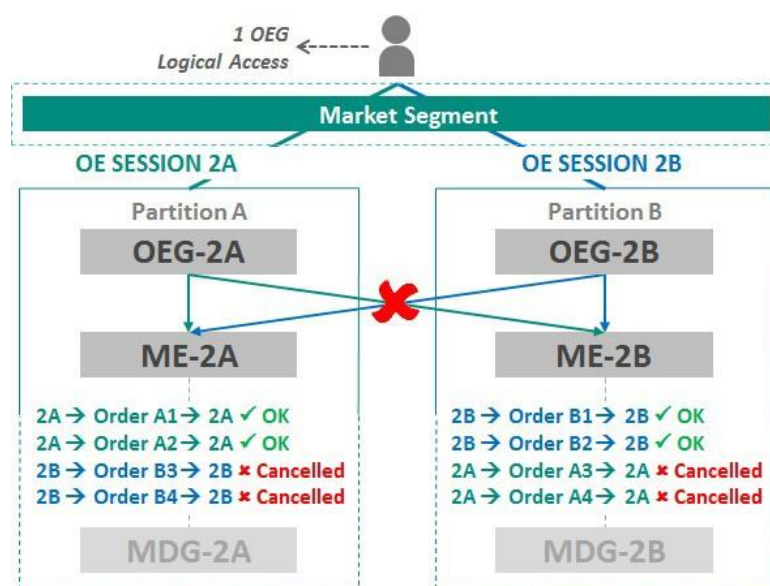 1 OEG
Logical Access
Market Segment
OE SESSION 2A
OE SESSION 2B
Partition A
OEG-2A
ME-2A
2A → Order A1 → 2A ✓ OK
2A → Order A2 → 2A ✓ OK
2B → Order B3 → 2B ✘ Cancelled
2B → Order B4 → 2B ✘ Cancelled
MDG-2A
Partition B
OEG-2B
ME-2B
2B → Order B1 → 2B ✓ OK
2B → Order B2 → 2B ✓ OK
2A → Order A3 → 2A ✘ Cancelled
2A → Order A4 → 2A ✘ Cancelled
MDG-2B